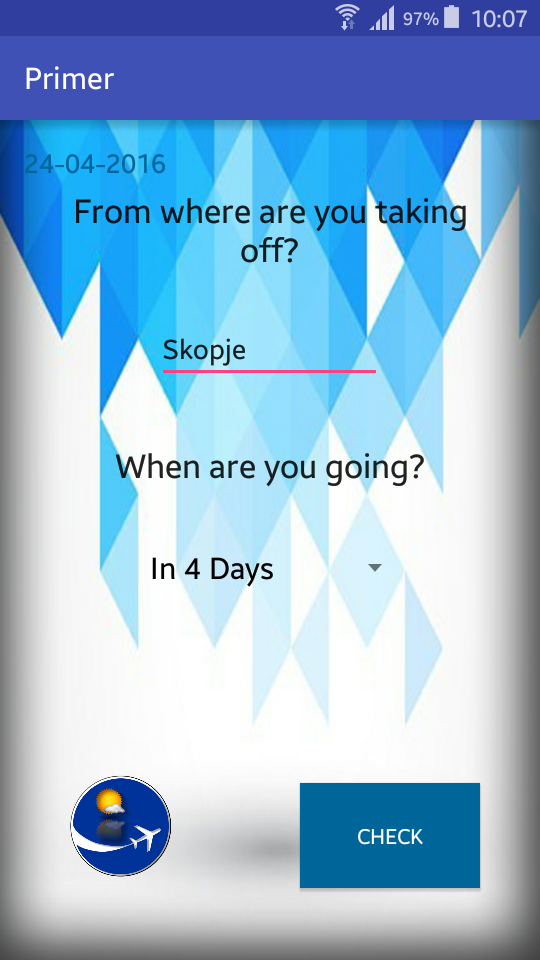 97% 10:07
Primer
24-04-2016
From where are you taking
off?
Skopje
When are you going?
In 4 Days
CHECK